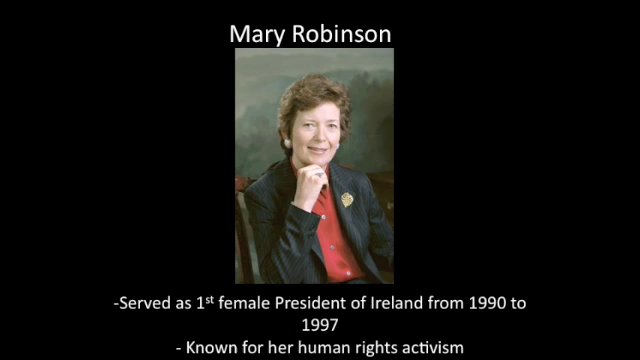 Mary Robinson
-Served as 1st female President of Ireland from 1990 to
1997
- Known for her human rights activism